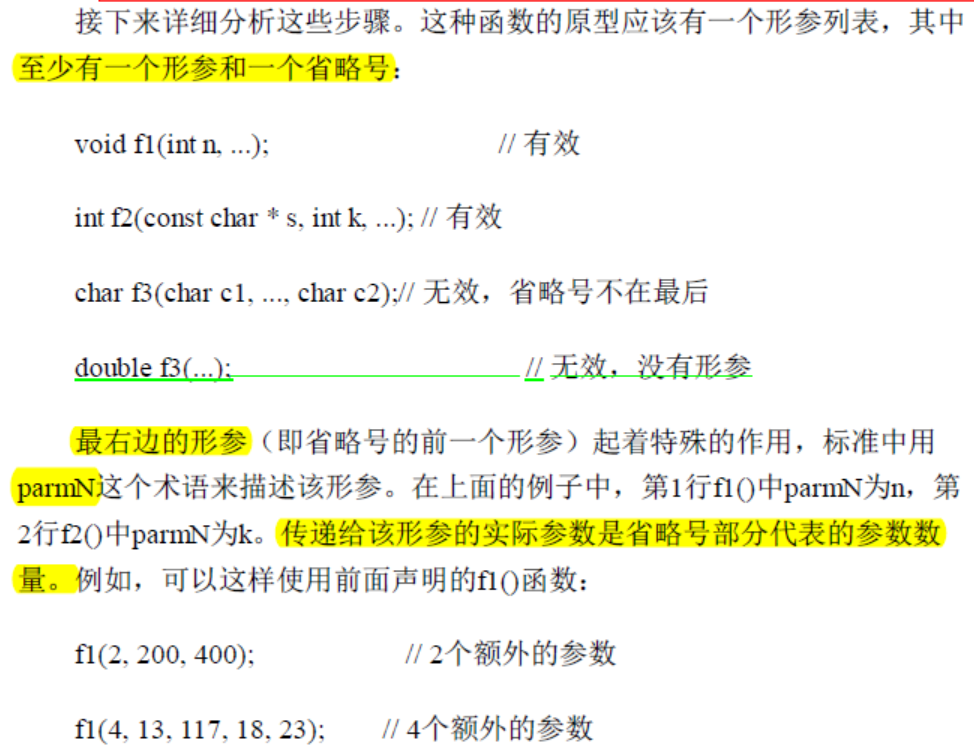 接下来详细分析这些步骤。这种函数的原型应该有一个形参列表，其中
至少有一个形参和一个省略号：
void f1(int n, ...); // 有效
int f2(const char * s, int k, ...); // 有效
char f3(char c1, ..., char c2);// 无效，省略号不在最后
double f3(...); // 无效，没有形参
最右边的形参（即省略号的前一个形参）起着特殊的作用，标准中用
parmN这个术语来描述该形参。在上面的例子中，第1行f1()中parmN为n，第
2行f2()中parmN为k。传递给该形参的实际参数是省略号部分代表的参数数
量。例如，可以这样使用前面声明的f1()函数：
f1(2, 200, 400); // 2个额外的参数
f1(4, 13, 117, 18, 23); // 4个额外的参数